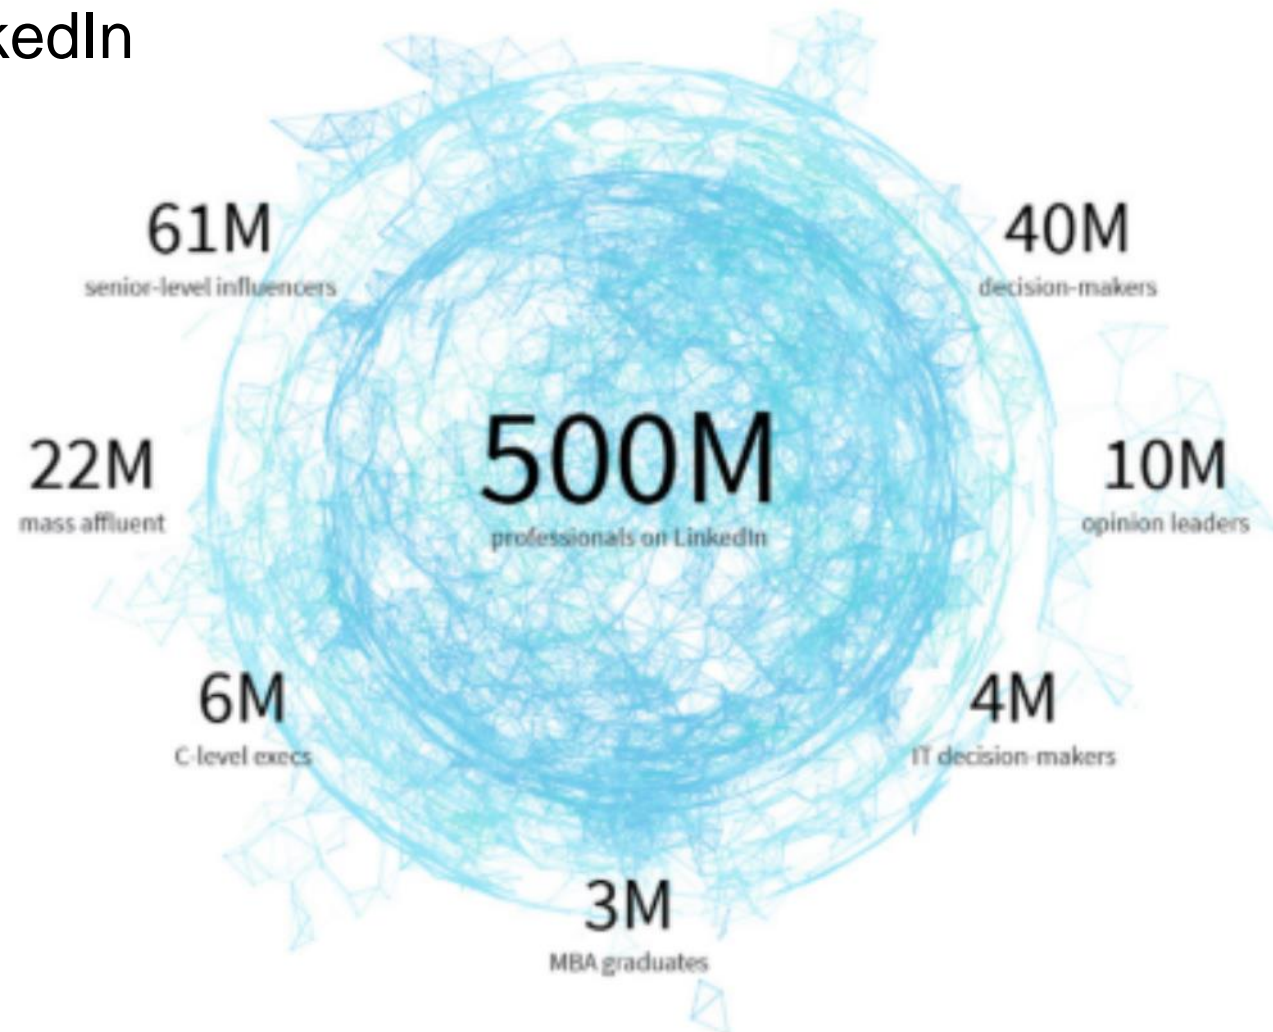 kedIn
61M
senior-level influencers
40M
decision-makers
500M
professionals on LinkedIn
22M
mass affluent
10M
opinion leaders
6M
C-level execs
4M
IT decision-makers
3M
MBA graduates